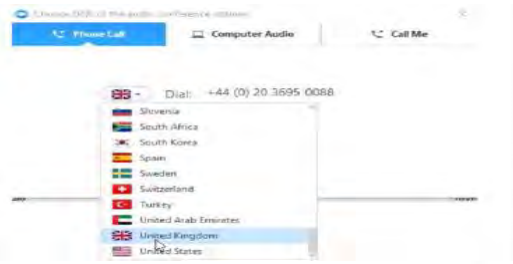 Choose ONE of the audio conference options
Phone Call Computer Audio Call Me
Dial: +44 (0) 20 3695 0088
Slovenia
South Africa
South Korea
Spain
Sweden
Switzerland
Turkey
United Arab Emirates
United Kingdom
United States